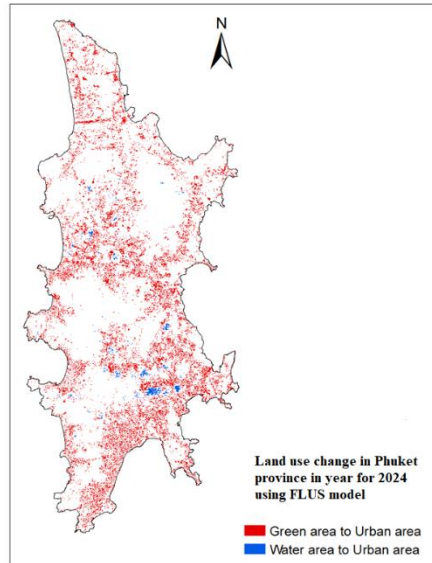 N
Land use change in Phuket
province in year for 2024
using FLUS model
Green area to Urban area
Water area to Urban area